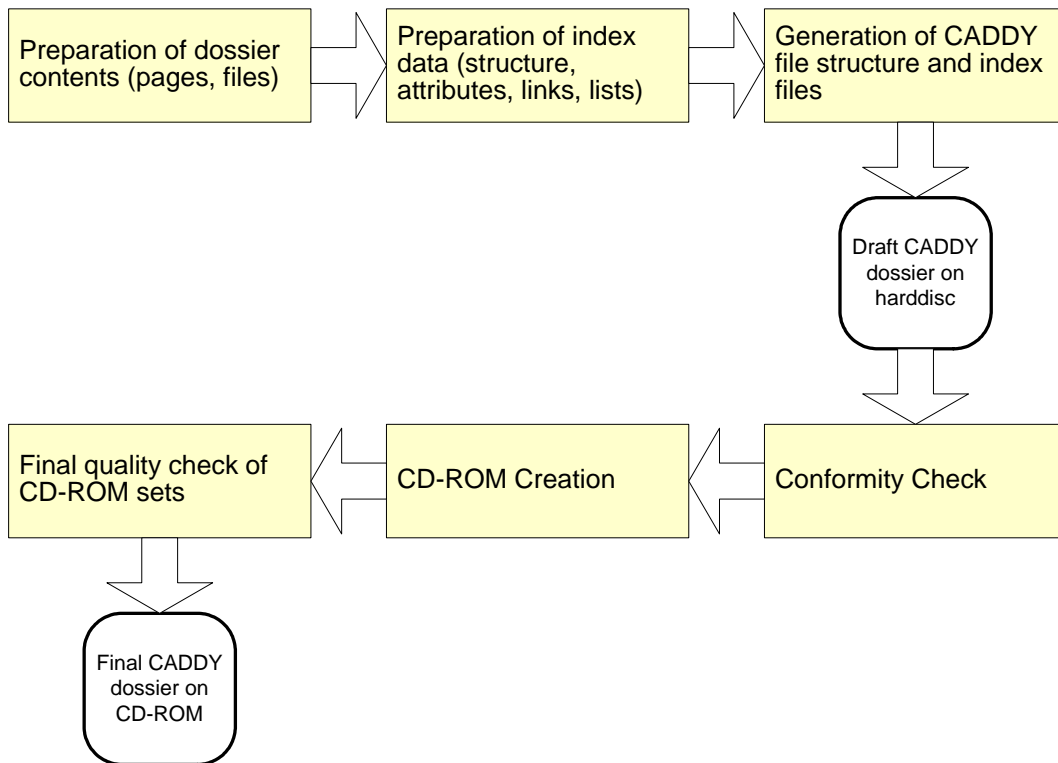 Preparation of dossier
contents (pages, files)
Preparation of index
data (structure,
attributes, links, lists)
Generation of CADDY
file structure and index
files
Draft CADDY
dossier on
harddisc
Final quality check of
CD-ROM sets
CD-ROM Creation
Conformity Check
Final CADDY
dossier on
CD-ROM